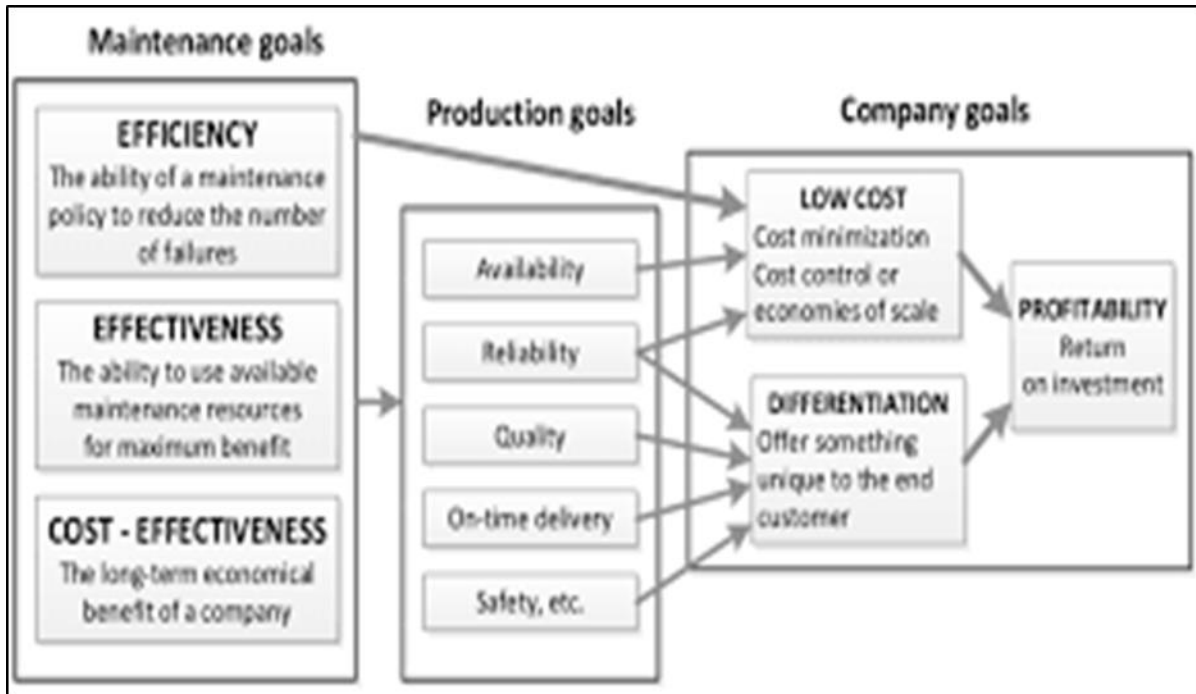 Maintenance goals
EFFICIENCY
The ability of a maintenance
policy to reduce the number
of failures
EFFECTIVENESS
The ability to use available
maintenance resources
for maximum benefit
COST - EFFECTIVENESS
The long-term economical
benefit of a company
Production goals
Availability
Reliability
Quality
On-time delivery
Safety, etc.
Company goals
LOW COST
Cost minimization
Cost control or
economies of scale
DIFFERENTIATION
Offer something
unique to the end
customer
PROFITABILITY
Return
on investment